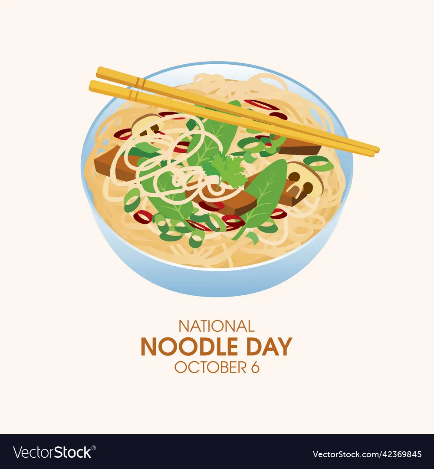 NATIONAL
NOODLE DAY
OCTOBER 6
VectorStock®
VectorStock.com/42369845